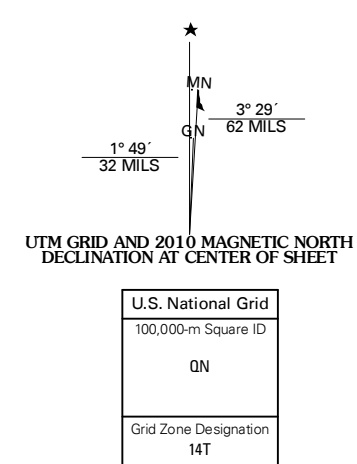 MN
3° 29´
GN
62 MILS
1° 49´
32 MILS
UTM GRID AND 2010 MAGNETIC NORTH
DECLINATION AT CENTER OF SHEET
U.S. National Grid
100,000-m Square ID
QN
Grid Zone Designation
14T